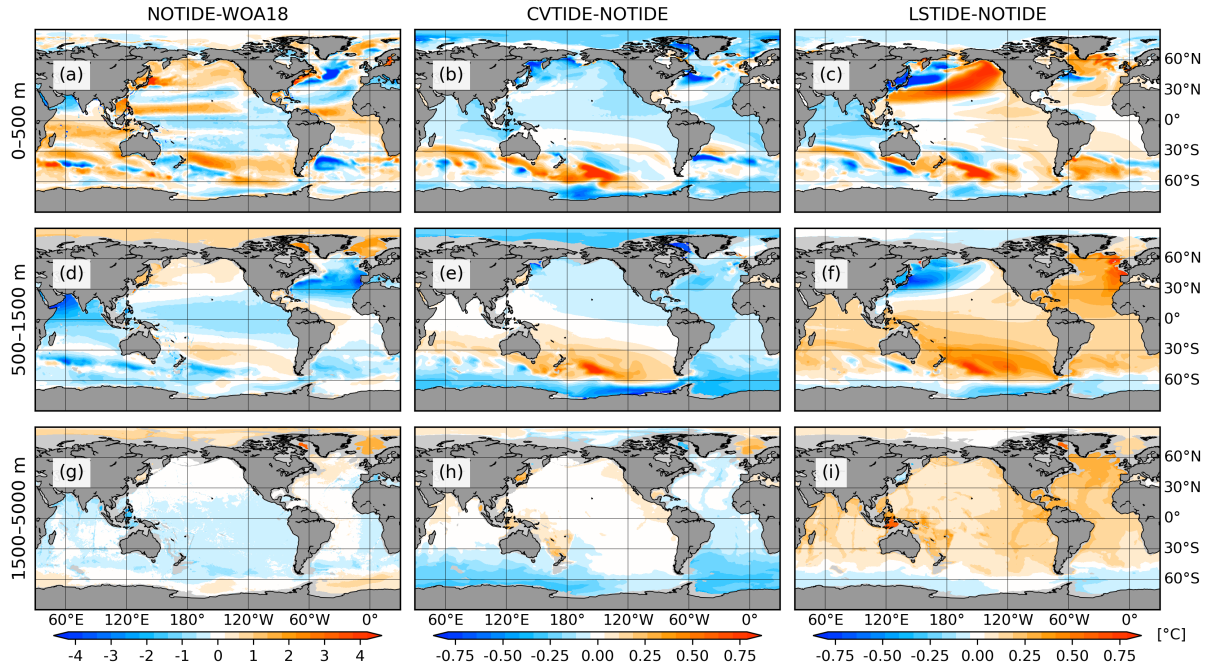 NOTIDE-WOA18 CVTIDE-NOTIDE LSTIDE-NOTIDE
0−500 m
(a) (b) (c)
60°N
30°N
0°
30°S
60°S
500−1500 m
(d) (e) (f)
60°N
30°N
0°
30°S
60°S
1500−5000 m
(g) (h) (i)
60°N
30°N
0°
30°S
60°S
60°E 120°E 180° 120°W 60°W 0° 60°E 120°E 180° 120°W 60°W 0° 60°E 120°E 180° 120°W 60°W 0°
-4 -3 -2 -1 0 1 2 3 4 -0.75 -0.50 -0.25 0.00 0.25 0.50 0.75 -0.75 -0.50 -0.25 0.00 0.25 0.50 0.75 [°C]